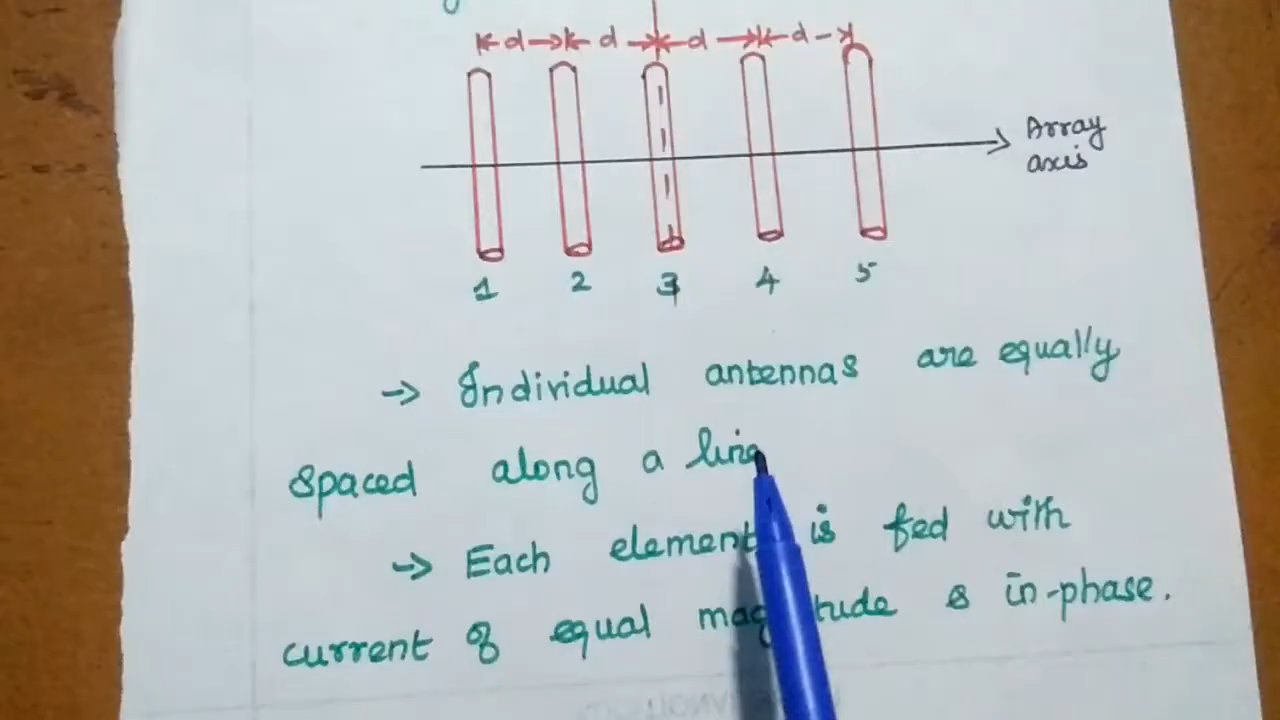 d d d d
Array
axis
1 2 3 4 5
→ Individual antennas are equally
spaced along a line
→ Each element is fed with
current of equal magnitude & in-phase.